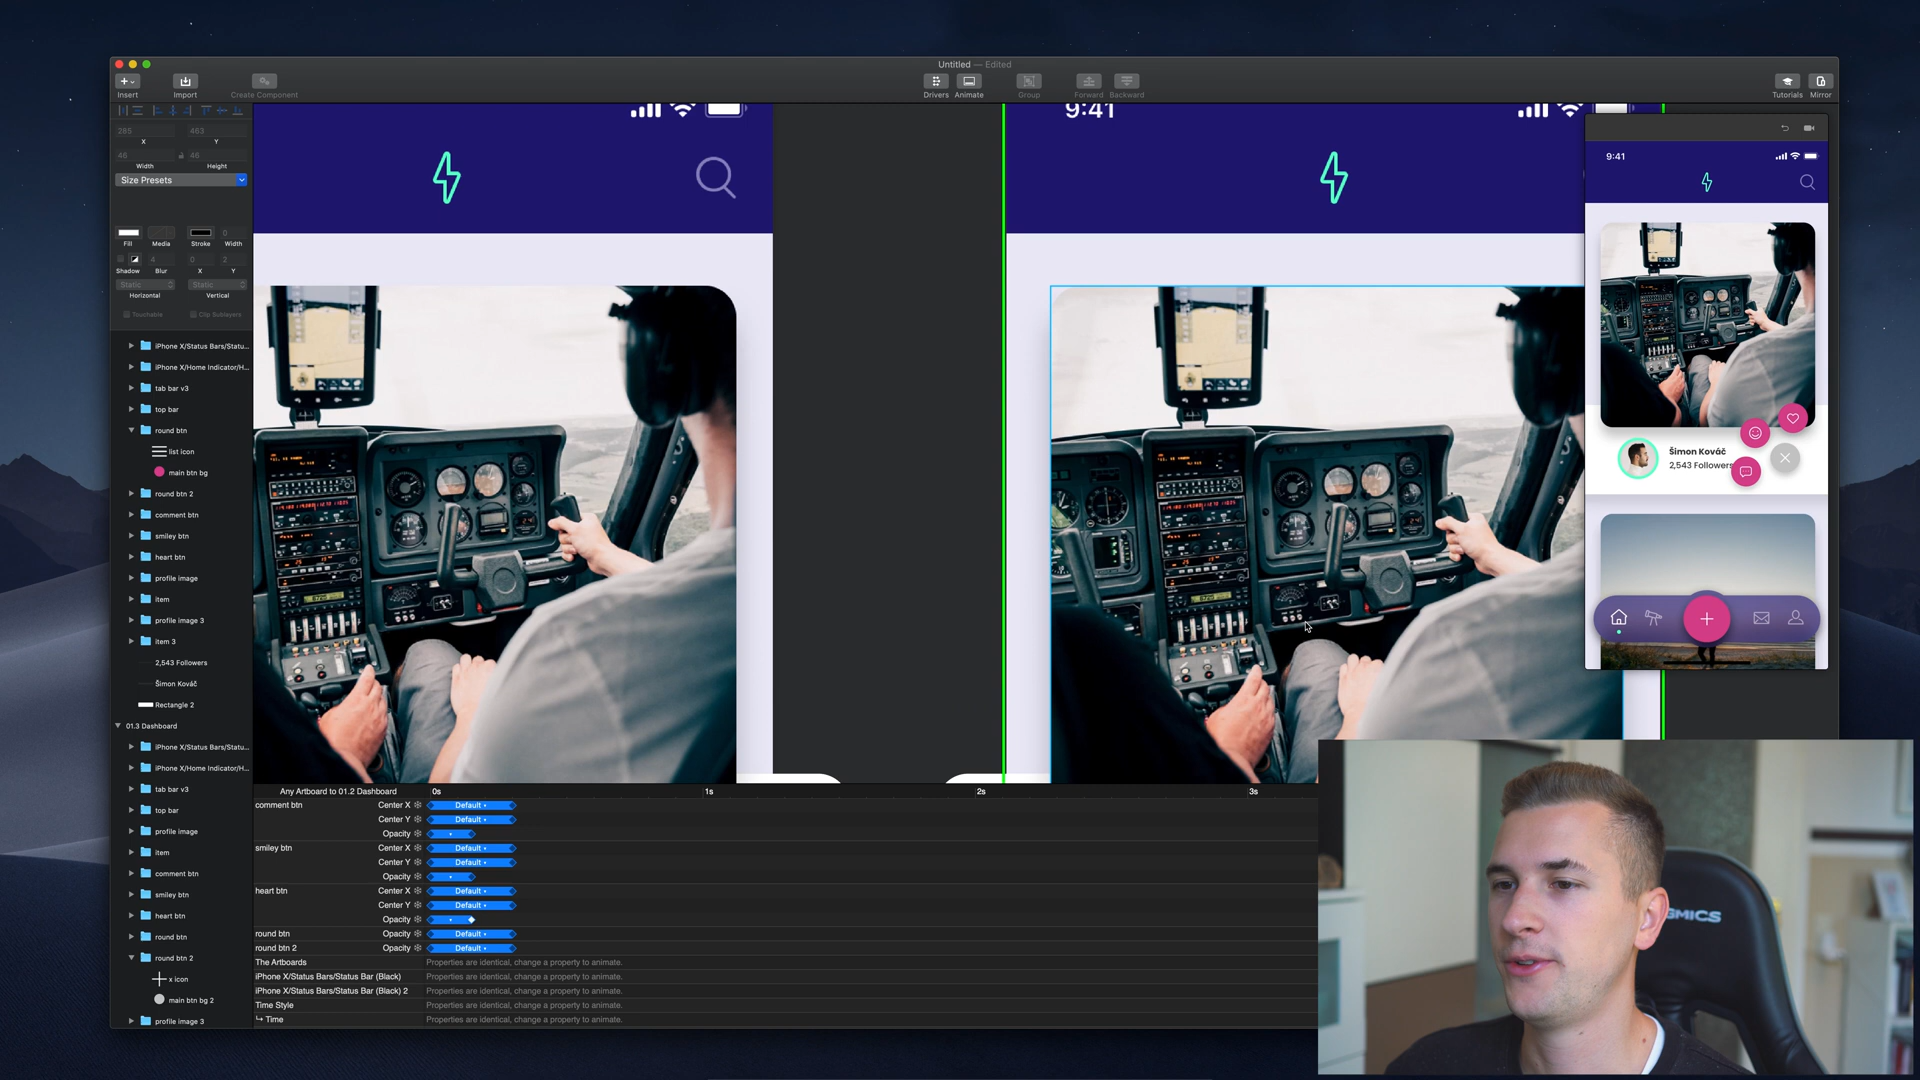 Untitled — Edited
Insert
Import
Create Component
Drivers
Animate
Group
Forward
Backward
Tutorials
Mirror
285
463
X
Y
46
46
Width
Height
Size Presets
0
Fill
Media
Stroke
Width
4
0
2
Shadow
Blur
X
Y
Static
Static
Horizontal
Vertical
Touchable
Clip Sublayers
iPhone X/Status Bars/Statu...
iPhone X/Home Indicator/H...
tab bar v3
top bar
round btn
list icon
main btn bg
round btn 2
comment btn
smiley btn
heart btn
profile image
item
profile image 3
item 3
2,543 Followers
Šimon Kováč
Rectangle 2
01.3 Dashboard
iPhone X/Status Bars/Statu...
iPhone X/Home Indicator/H...
tab bar v3
top bar
profile image
item
comment btn
smiley btn
heart btn
round btn
round btn 2
x icon
main btn bg 2
profile image 3
9:41
9:41
Šimon Kováč
2,543 Followers
Any Artboard to 01.2 Dashboard
0s
1s
2s
3s
comment btn
Center X
Default
Center Y
Default
Opacity
smiley btn
Center X
Default
Center Y
Default
Opacity
heart btn
Center X
Default
Center Y
Default
Opacity
round btn
Opacity
Default
round btn 2
Opacity
Default
The Artboards
Properties are identical, change a property to animate.
iPhone X/Status Bars/Status Bar (Black)
Properties are identical, change a property to animate.
iPhone X/Status Bars/Status Bar (Black) 2
Properties are identical, change a property to animate.
Time Style
Properties are identical, change a property to animate.
Time
Properties are identical, change a property to animate.